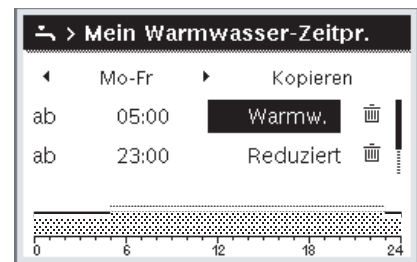 > Mein Warmwasser-Zeitpr.
Mo-Fr Kopieren
ab 05:00 Warmw.
ab 23:00 Reduziert
0 6 12 18 24